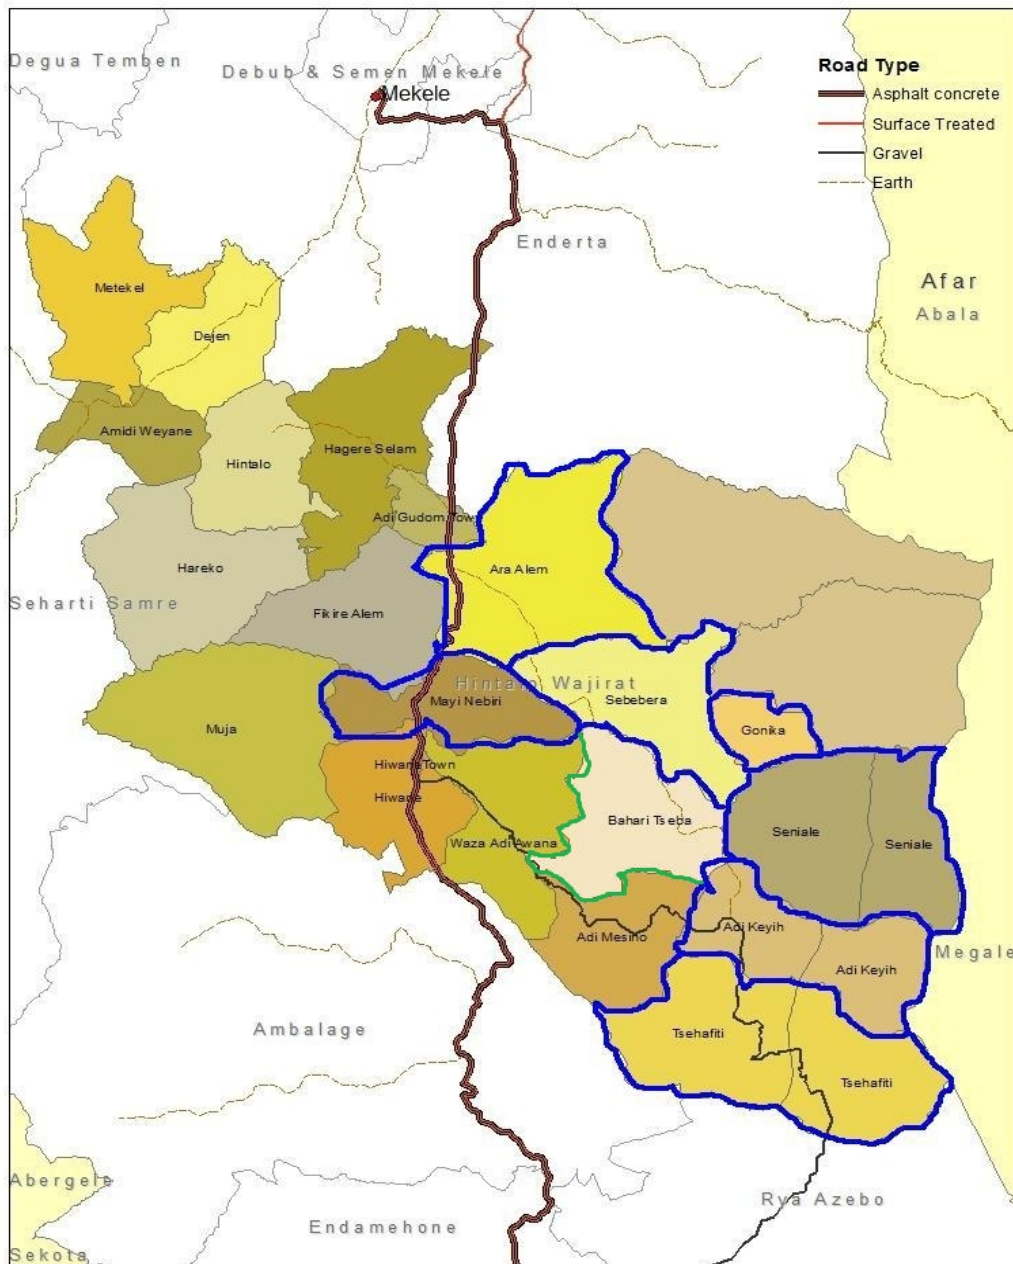 Degua Temben
Debub & Semen Mekele
Mekele
Road Type
Asphalt concrete
Surface Treated
Gravel
Earth
Enderta
Afar
Abala
Metekel
Dejen
Amidi Weyane
Hintalo
Hagere Selam
Adi Gudom Tow
Hareko
Ara Alem
Seharti Samre
Fikire Alem
Hintalo Wajirat
Mayi Nebiri
Sebebera
Muja
Gonika
Hiwane Town
Hiwane
Bahari Tseba
Seniale
Seniale
Waza Adi Awana
Adi Mesino
Adi Keyih
Adi Keyih
Megale
Ambalage
Tsehafiti
Tsehafiti
Abergele
Rya Azebo
Endamehone
Sekota